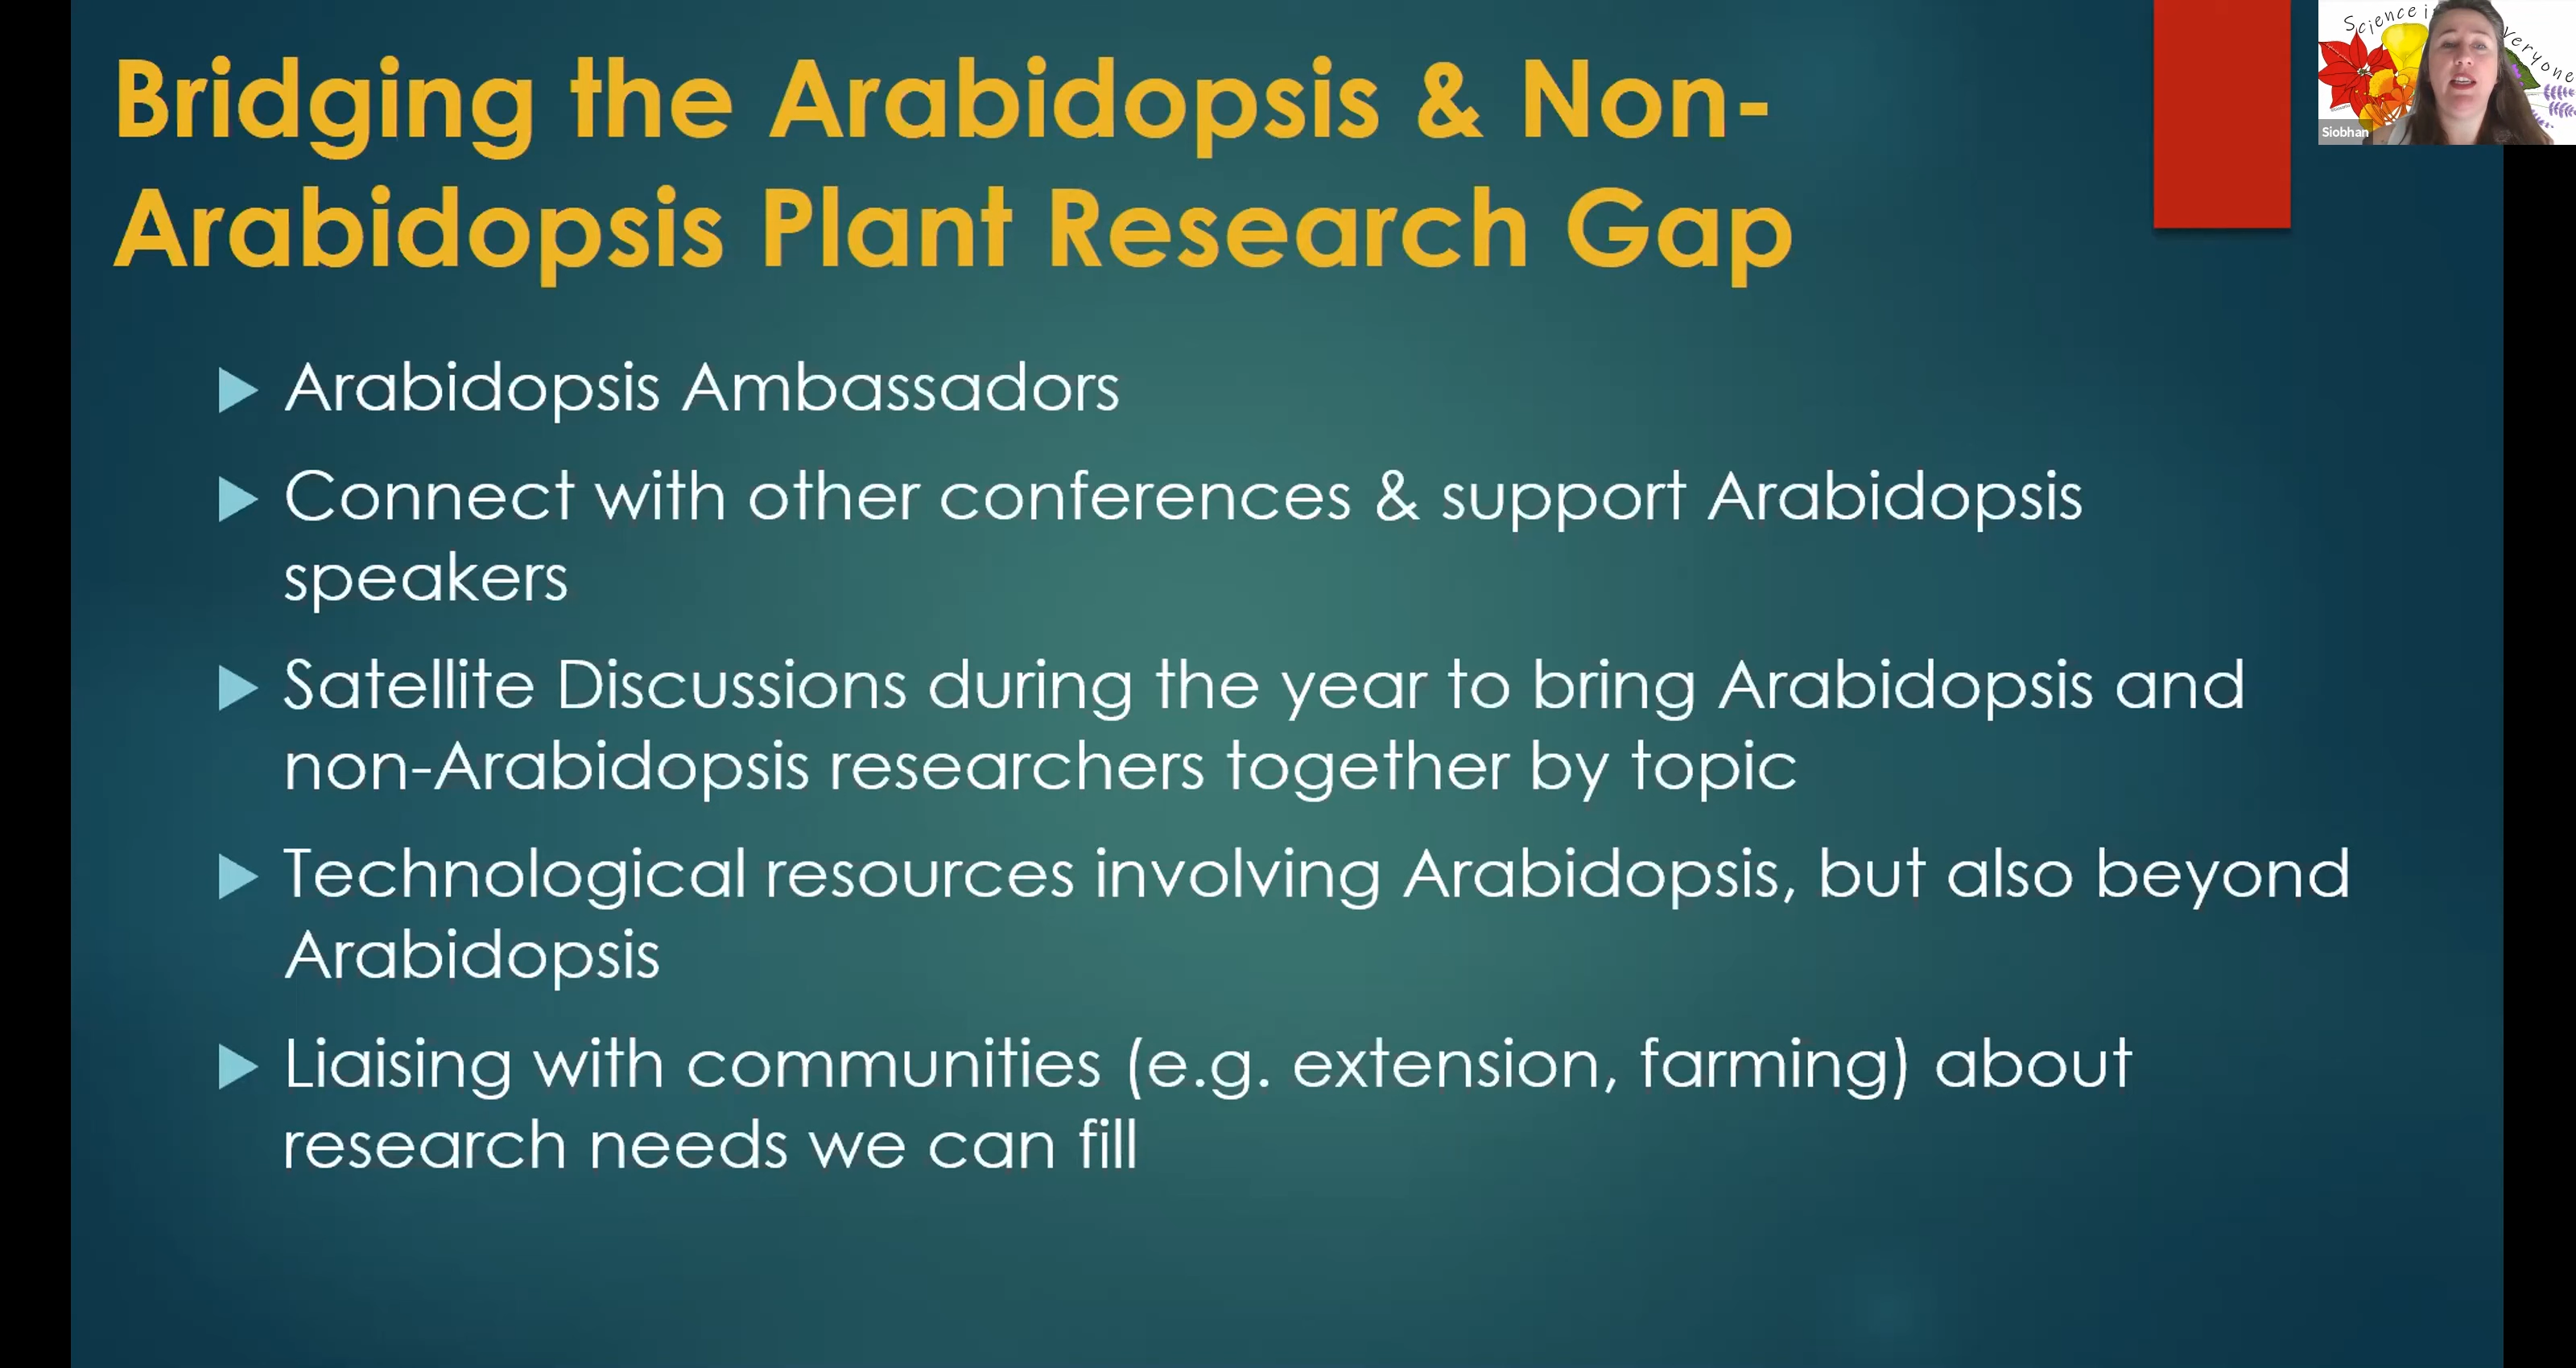 Bridging the Arabidopsis & Non-
Arabidopsis Plant Research Gap
Arabidopsis Ambassadors
Connect with other conferences & support Arabidopsis
speakers
Satellite Discussions during the year to bring Arabidopsis and
non-Arabidopsis researchers together by topic
Technological resources involving Arabidopsis, but also beyond
Arabidopsis
Liaising with communities (e.g. extension, farming) about
research needs we can fill
Science
Siobhan